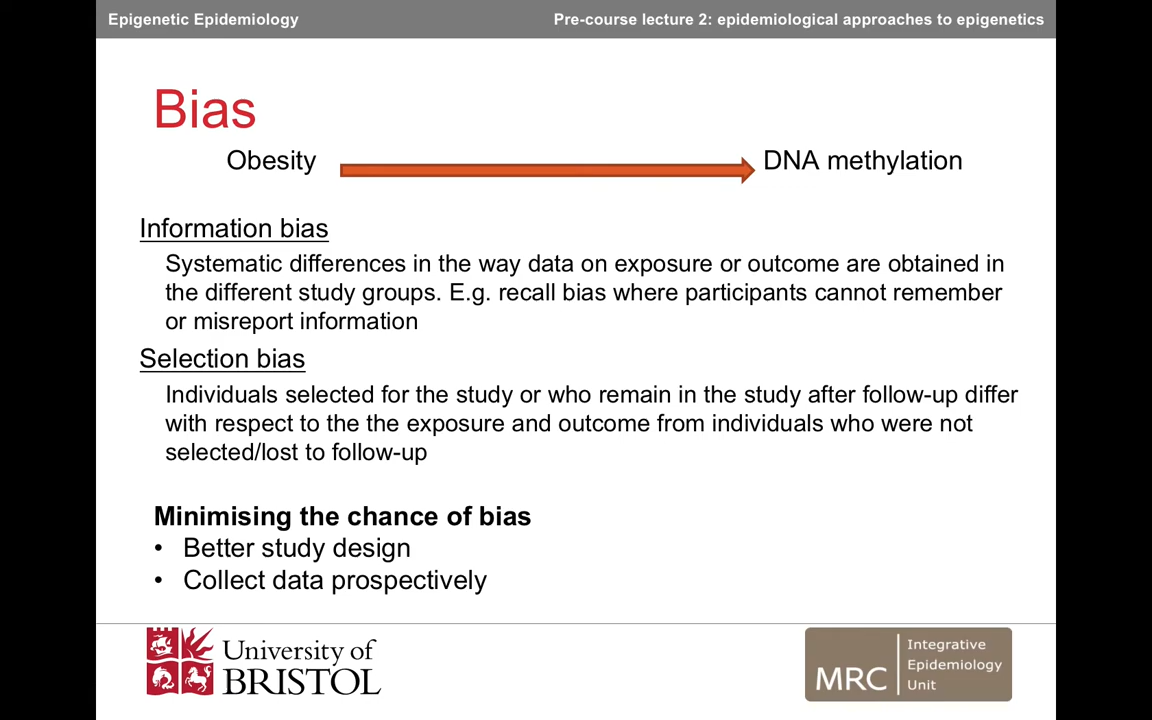 Epigenetic Epidemiology
Pre-course lecture 2: epidemiological approaches to epigenetics
Bias
Obesity
DNA methylation
Information bias
Systematic differences in the way data on exposure or outcome are obtained in
the different study groups. E.g. recall bias where participants cannot remember
or misreport information
Selection bias
Individuals selected for the study or who remain in the study after follow-up differ
with respect to the the exposure and outcome from individuals who were not
selected/lost to follow-up
Minimising the chance of bias
• Better study design
• Collect data prospectively
University of
BRISTOL
MRC
Integrative
Epidemiology
Unit